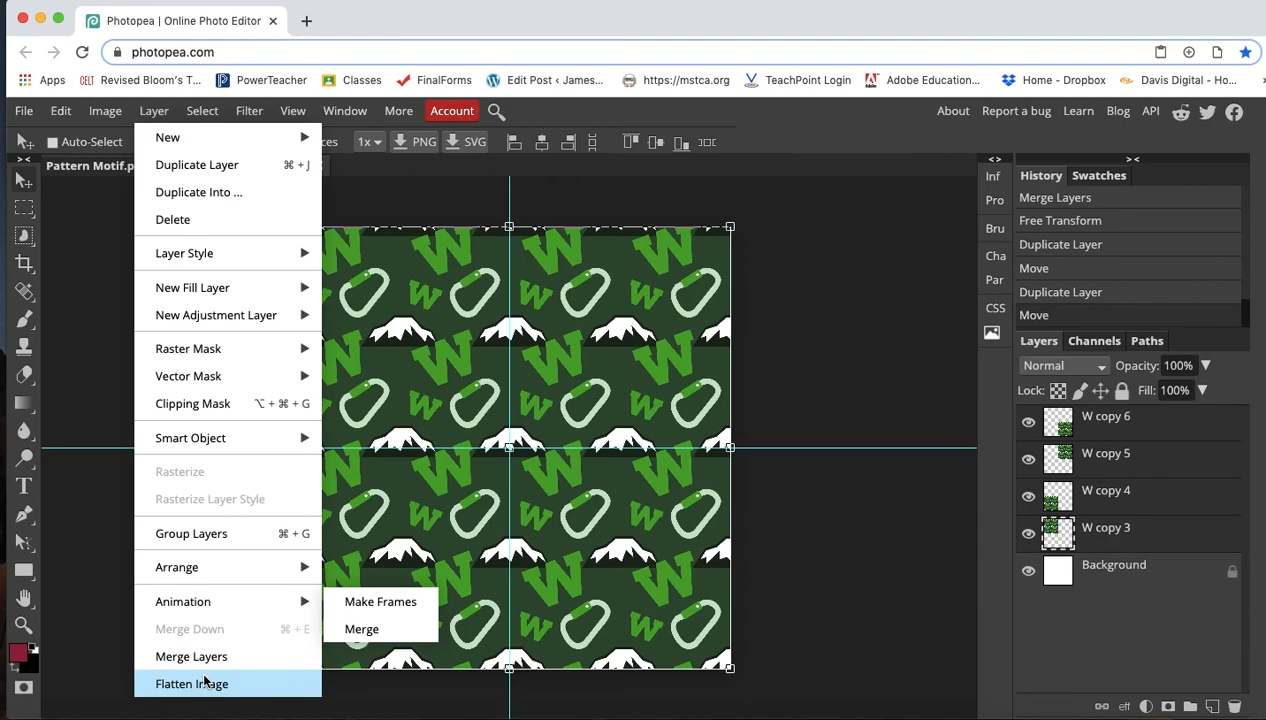 Photopea | Online Photo Editor
photopea.com
Apps CELT Revised Bloom's T... PowerTeacher Classes FinalForms Edit Post ‹ James... https://mstca.org TeachPoint Login Adobe Education... Home - Dropbox Davis Digital - Ho...
File Edit Image Layer Select Filter View Window More Account About Report a bug Learn Blog API
Auto-Select 1x PNG SVG
Pattern Motif.p
New
Duplicate Layer ⌘ + J
Duplicate Into ...
Delete
Layer Style
New Fill Layer
New Adjustment Layer
Raster Mask
Vector Mask
Clipping Mask ⌥ + ⌘ + G
Smart Object
Rasterize
Rasterize Layer Style
Group Layers ⌘ + G
Arrange
Animation
Merge Down ⌘ + E
Merge Layers
Flatten Image
Make Frames
Merge
Inf
Pro
Bru
Cha
Par
CSS
History Swatches
Merge Layers
Free Transform
Duplicate Layer
Move
Duplicate Layer
Move
Layers Channels Paths
Normal Opacity: 100%
Lock: Fill: 100%
W copy 6
W copy 5
W copy 4
W copy 3
Background
eff